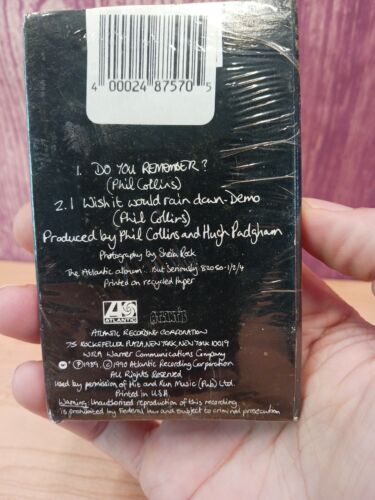 4 00024 87570 5
1. DO YOU REMEMBER?
(Phil Collins)
2. I Wish it would rain down-Demo
(Phil Collins)
Produced by Phil Collins and Hugh Padgham
Photography by Sheila Rock
The Atlantic album ...But Seriously 82050-1/2/4
Printed on recycled paper
ATLANTIC
ATLANTIC RECORDING CORPORATION
75 ROCKEFELLER PLAZA, NEW YORK, NEW YORK 10019
WEA Warner Communications Company
℗ 1989, © 1990 Atlantic Recording Corporation
All Rights Reserved
Used by permission of Hit and Run Music (Pub) Ltd.
Printed in U.S.A.
Warning: Unauthorized reproduction of this recording
is prohibited by Federal law and subject to criminal prosecution